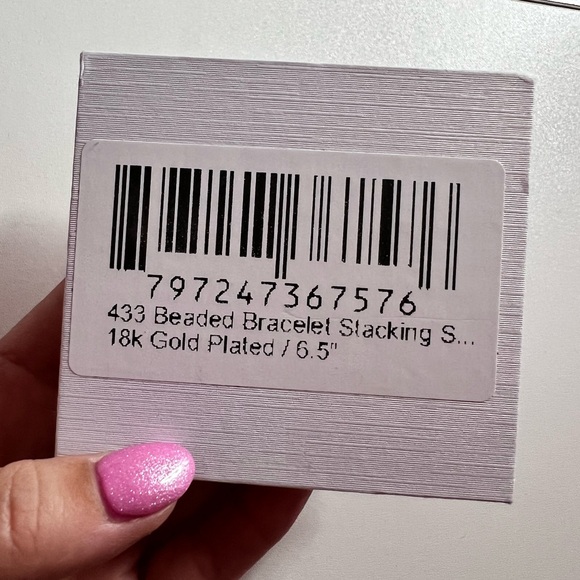 797247367576
433 Beaded Bracelet Stacking S...
18k Gold Plated / 6.5"